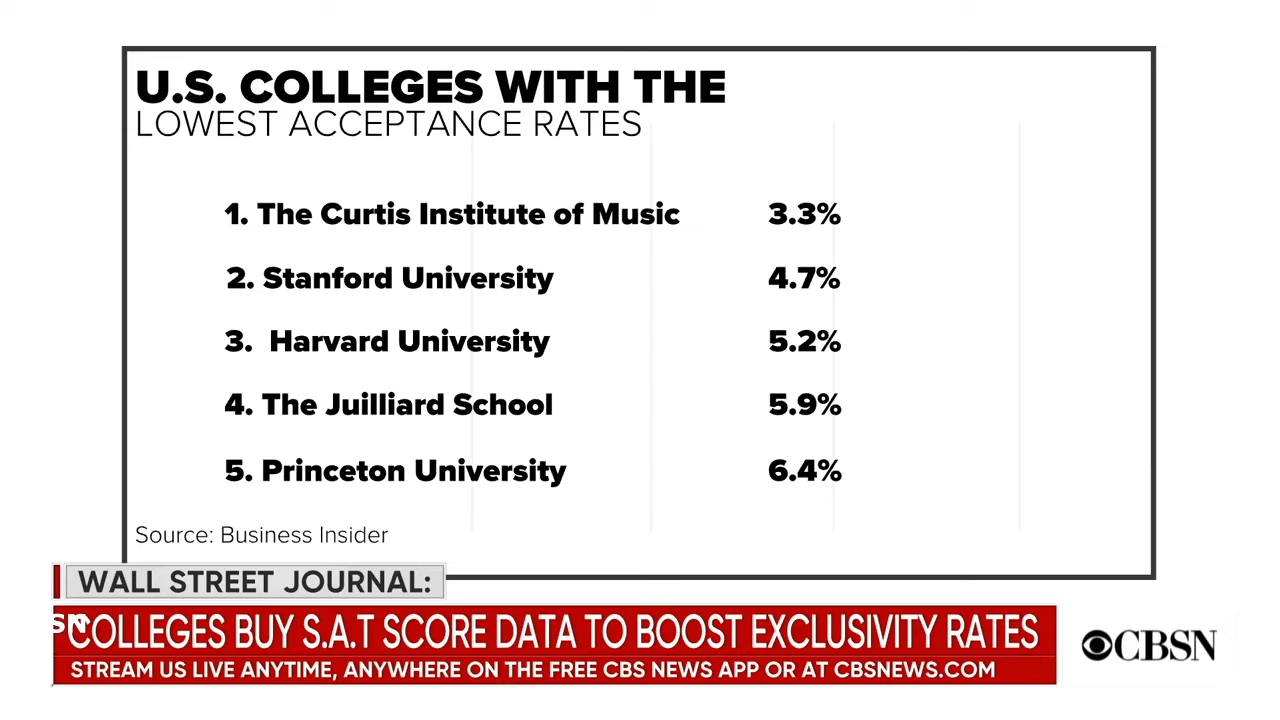 U.S. COLLEGES WITH THE
LOWEST ACCEPTANCE RATES
1. The Curtis Institute of Music 3.3%
2. Stanford University 4.7%
3. Harvard University 5.2%
4. The Juilliard School 5.9%
5. Princeton University 6.4%
Source: Business Insider
WALL STREET JOURNAL:
COLLEGES BUY S.A.T SCORE DATA TO BOOST EXCLUSIVITY RATES
STREAM US LIVE ANYTIME, ANYWHERE ON THE FREE CBS NEWS APP OR AT CBSNEWS.COM
CBSN